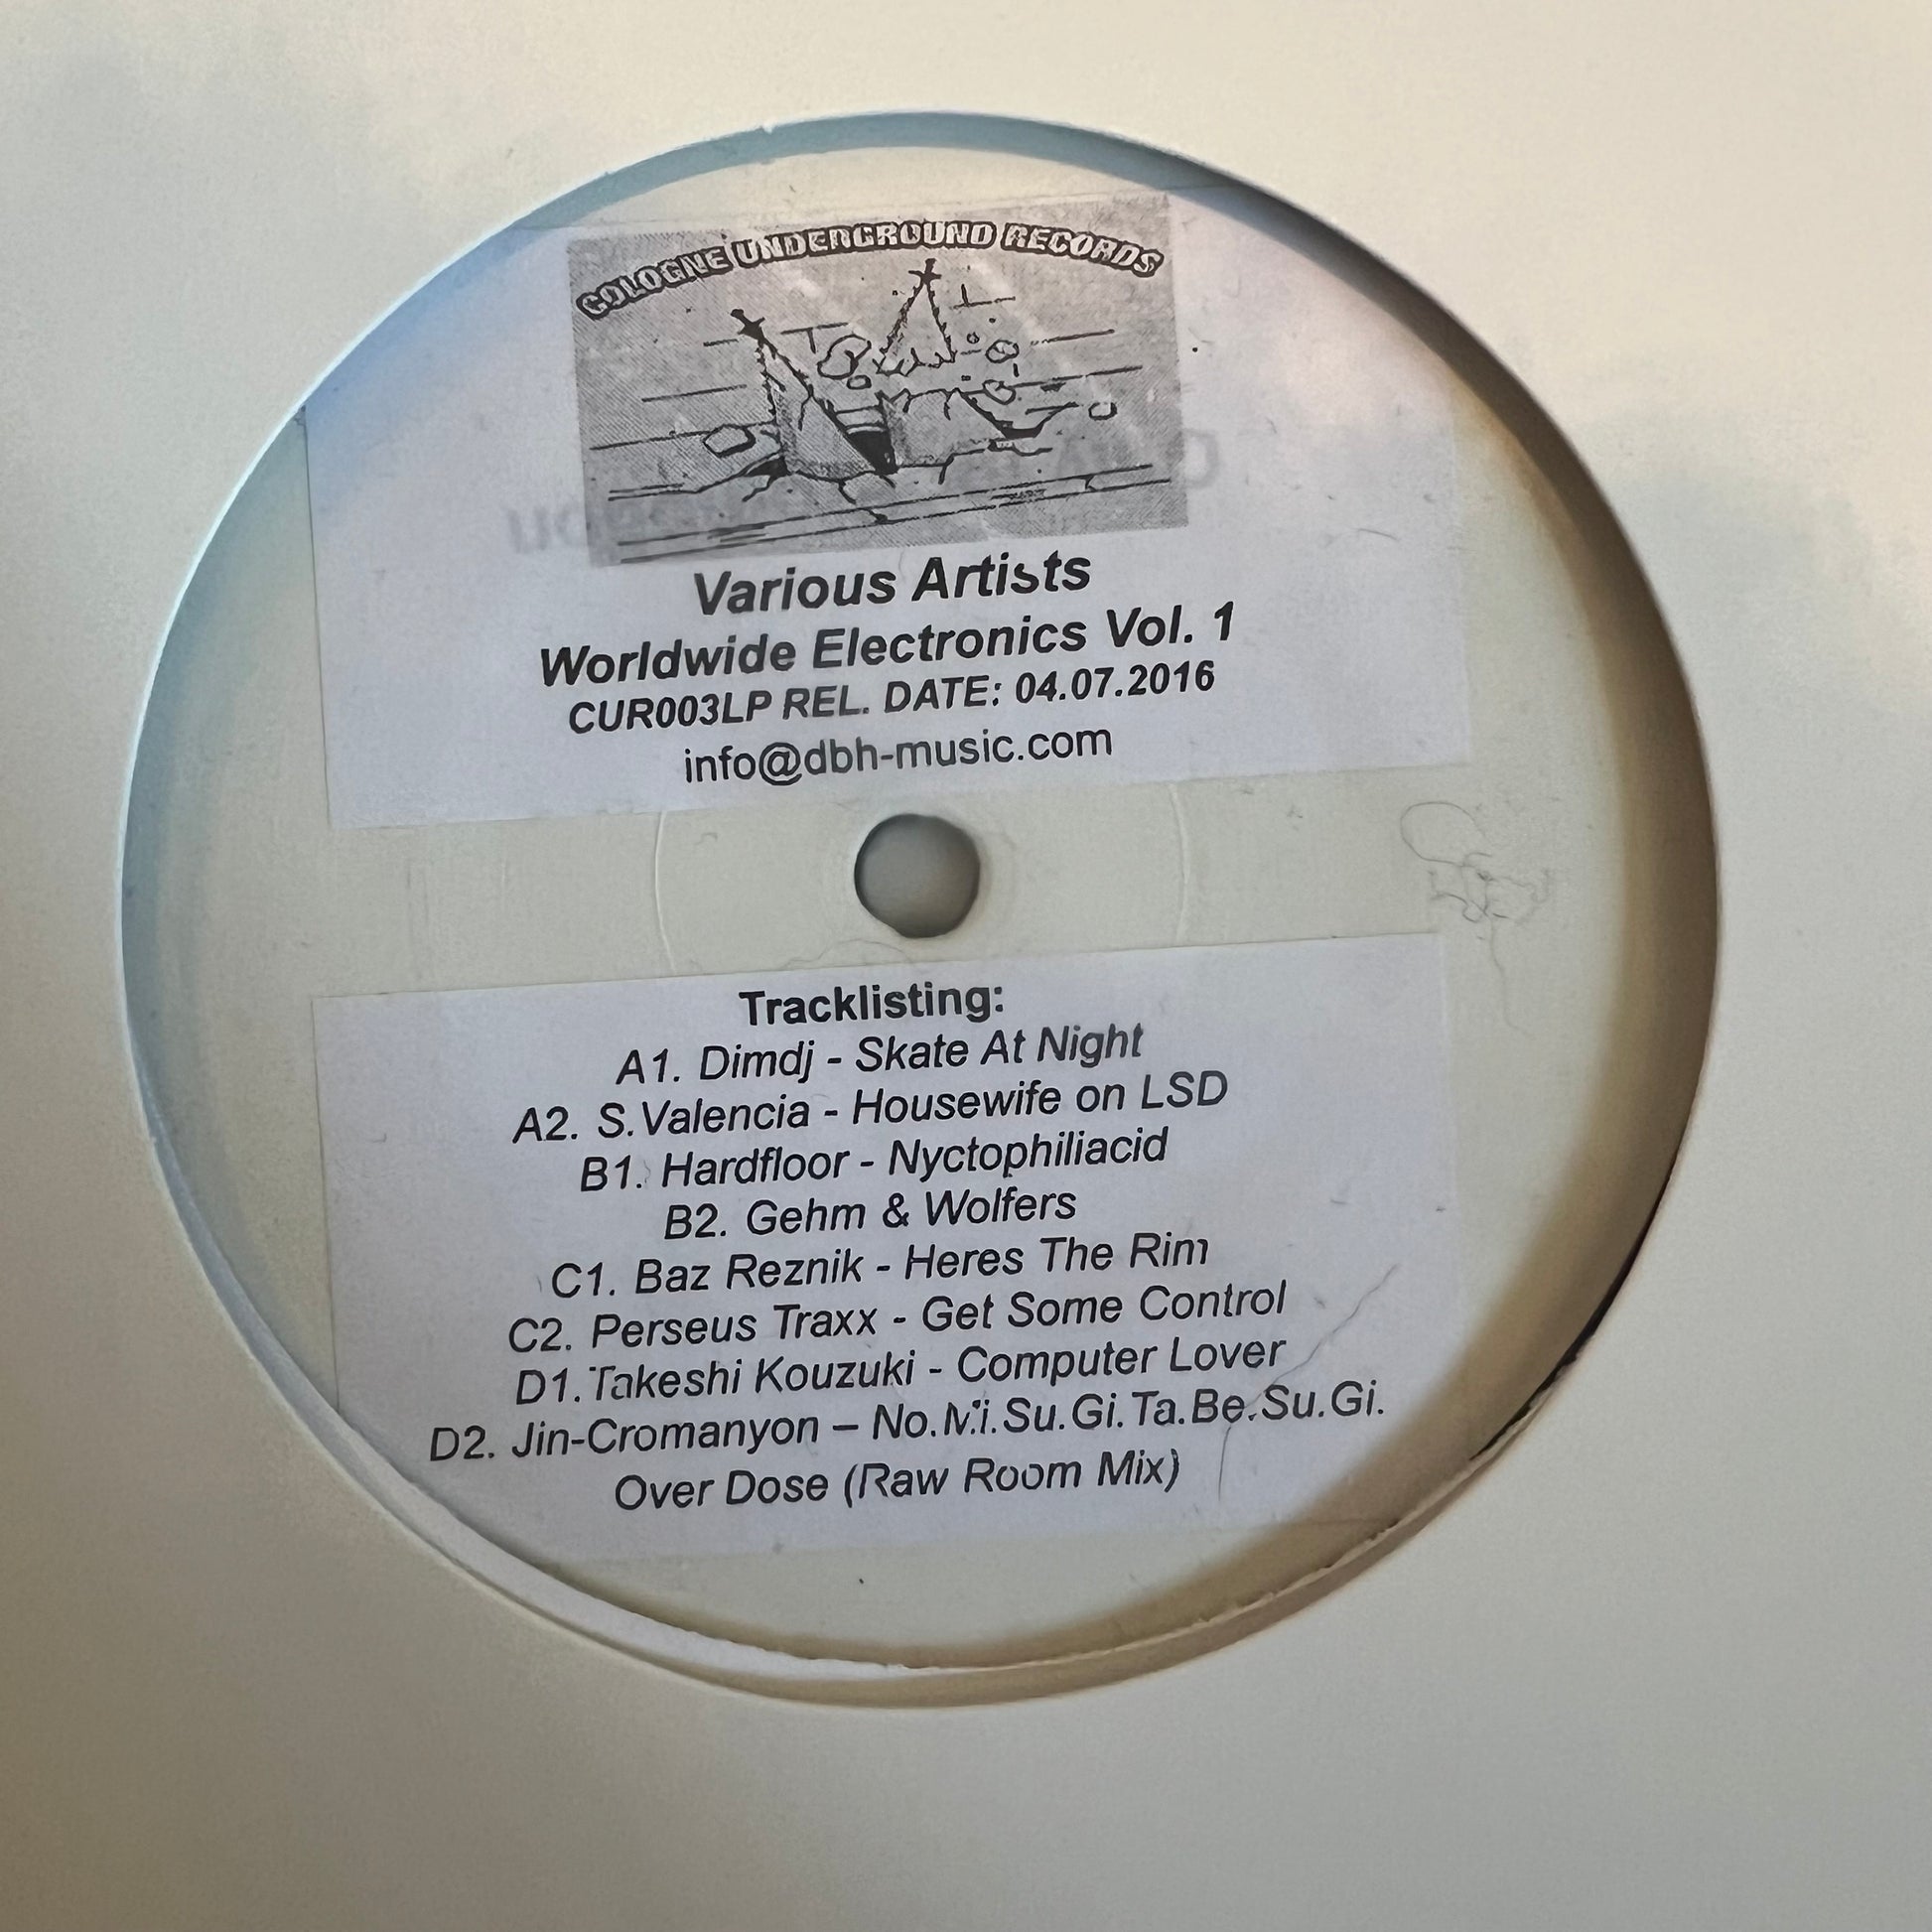 COLOGNE UNDERGROUND RECORDS
Various Artists
Worldwide Electronics Vol. 1
CUR003LP REL. DATE: 04.07.2016
info@dbh-music.com
Tracklisting:
A1. Dimdj - Skate At Night
A2. S.Valencia - Housewife on LSD
B1. Hardfloor - Nyctophiliacid
B2. Gehm & Wolfers
C1. Baz Reznik - Heres The Rim
C2. Perseus Traxx - Get Some Control
D1. Takeshi Kouzuki - Computer Lover
D2. Jin-Cromanyon – No.Mi.Su.Gi.Ta.Be.Su.Gi.
Over Dose (Raw Room Mix)